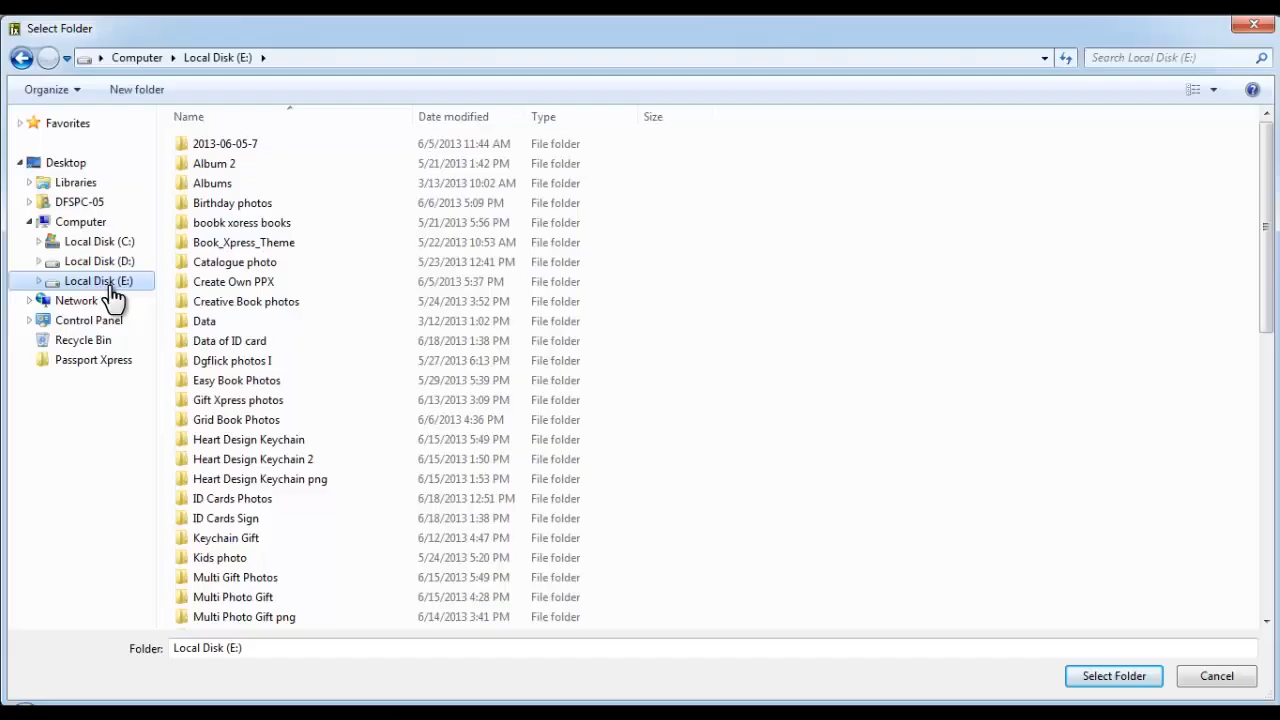 Select Folder
Computer Local Disk (E:)
Search Local Disk (E:)
Organize New folder
Name Date modified Type Size
Favorites
Desktop
Libraries
DFSPC-05
Computer
Local Disk (C:)
Local Disk (D:)
Local Disk (E:)
Network
Control Panel
Recycle Bin
Passport Xpress
2013-06-05-7 6/5/2013 11:44 AM File folder
Album 2 5/21/2013 1:42 PM File folder
Albums 3/13/2013 10:02 AM File folder
Birthday photos 6/6/2013 5:09 PM File folder
boobk xoress books 5/21/2013 5:56 PM File folder
Book_Xpress_Theme 5/22/2013 10:53 AM File folder
Catalogue photo 5/23/2013 12:41 PM File folder
Create Own PPX 6/5/2013 5:37 PM File folder
Creative Book photos 5/24/2013 3:52 PM File folder
Data 3/12/2013 1:02 PM File folder
Data of ID card 6/18/2013 1:38 PM File folder
Dgflick photos I 5/27/2013 6:13 PM File folder
Easy Book Photos 5/29/2013 5:39 PM File folder
Gift Xpress photos 6/13/2013 3:09 PM File folder
Grid Book Photos 6/6/2013 4:36 PM File folder
Heart Design Keychain 6/15/2013 5:49 PM File folder
Heart Design Keychain 2 6/15/2013 1:50 PM File folder
Heart Design Keychain png 6/15/2013 1:53 PM File folder
ID Cards Photos 6/18/2013 12:51 PM File folder
ID Cards Sign 6/18/2013 1:38 PM File folder
Keychain Gift 6/12/2013 4:47 PM File folder
Kids photo 5/24/2013 5:20 PM File folder
Multi Gift Photos 6/15/2013 5:49 PM File folder
Multi Photo Gift 6/15/2013 4:28 PM File folder
Multi Photo Gift png 6/14/2013 3:41 PM File folder
Folder: Local Disk (E:)
Select Folder Cancel